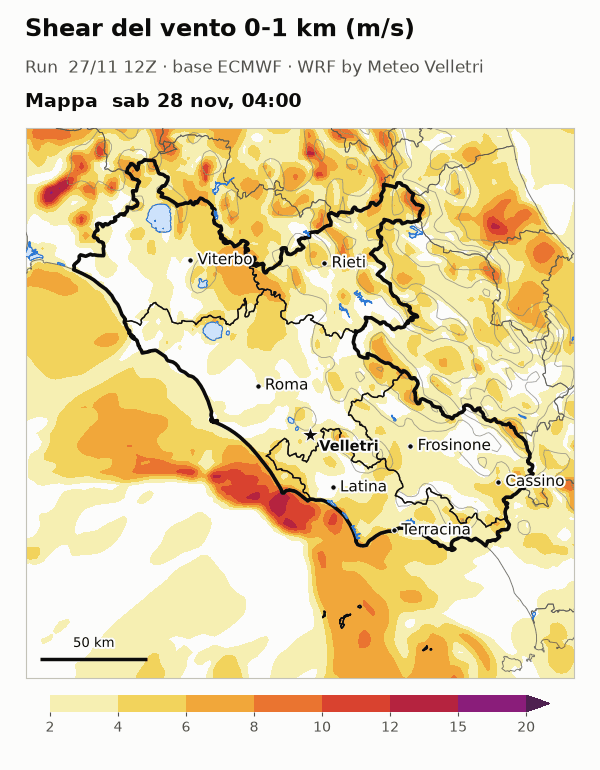 Shear del vento 0-1 km (m/s)
Run  27/11 12Z · base ECMWF · WRF by Meteo Velletri
Mappa  sab 28 nov, 04:00
Viterbo
Rieti
Roma
Velletri
Frosinone
Cassino
Latina
Terracina
50 km
2 4 6 8 10 12 15 20